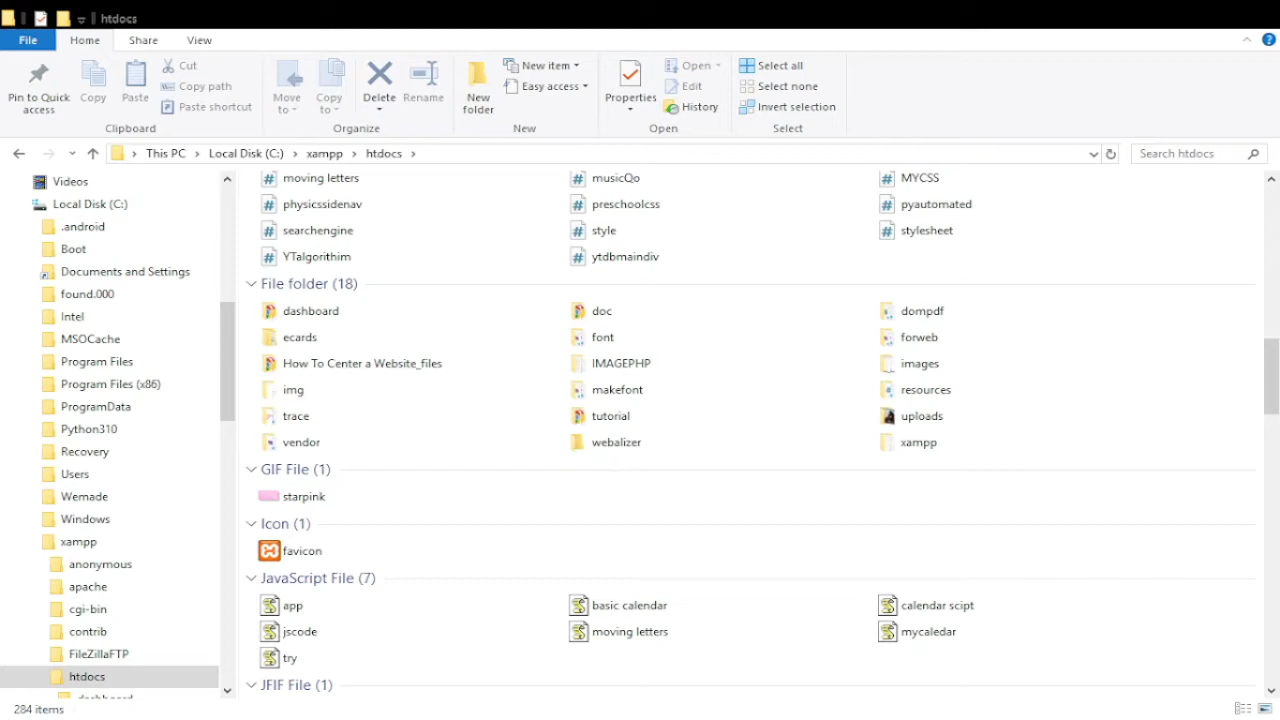 htdocs
File Home Share View
Pin to Quick access Copy Paste Cut Copy path Paste shortcut Move to Copy to Delete Rename New folder New item Easy access Properties Open Edit History Select all Select none Invert selection
Clipboard Organize New Open Select
This PC Local Disk (C:) xampp htdocs Search htdocs
Videos
Local Disk (C:)
.android
Boot
Documents and Settings
found.000
Intel
MSOCache
Program Files
Program Files (x86)
ProgramData
Python310
Recovery
Users
Wemade
Windows
xampp
anonymous
apache
cgi-bin
contrib
FileZillaFTP
htdocs
dashboard
moving letters musicQo MYCSS
physicssidenav preschoolcss pyautomated
searchengine style stylesheet
YTalgorithim ytdbmaindiv
File folder (18)
dashboard doc dompdf
ecards font forweb
How To Center a Website_files IMAGEPHP images
img makefont resources
trace tutorial uploads
vendor webalizer xampp
GIF File (1)
starpink
Icon (1)
favicon
JavaScript File (7)
app basic calendar calendar scipt
jscode moving letters mycaledar
try
JFIF File (1)
284 items